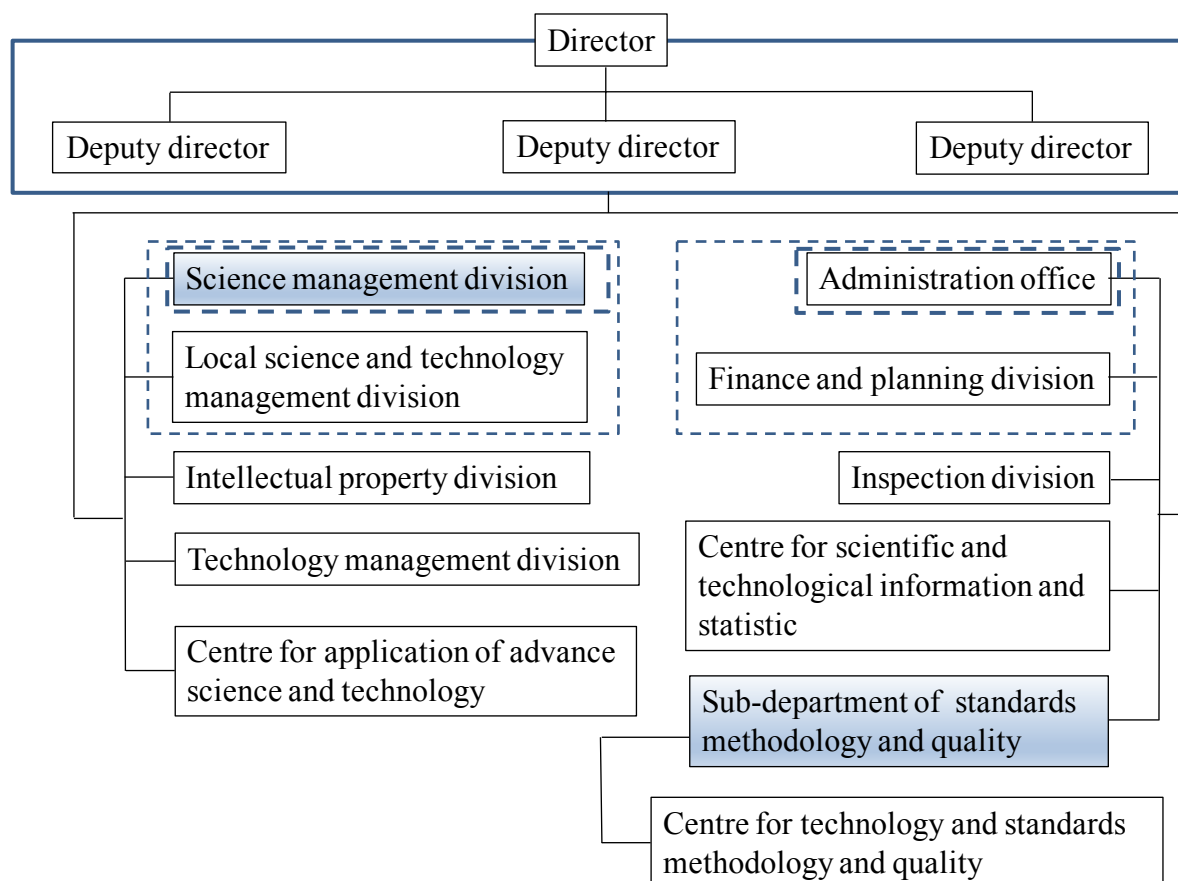 Director
Deputy director
Deputy director
Deputy director
Science management division
Local science and technology
management division
Intellectual property division
Technology management division
Centre for application of advance
science and technology
Administration office
Finance and planning division
Inspection division
Centre for scientific and
technological information and
statistic
Sub-department of standards
methodology and quality
Centre for technology and standards
methodology and quality